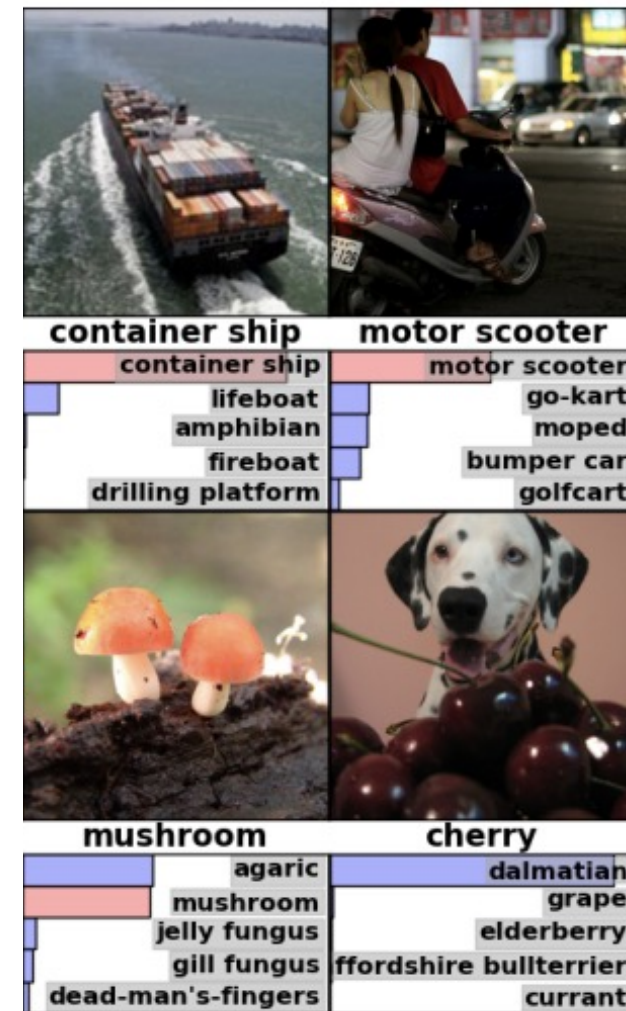 container ship
container ship
lifeboat
amphibian
fireboat
drilling platform
motor scooter
motor scooter
go-kart
moped
bumper car
golfcart
mushroom
agaric
mushroom
jelly fungus
gill fungus
dead-man's-fingers
cherry
dalmatian
grape
elderberry
ffordshire bullterrier
currant